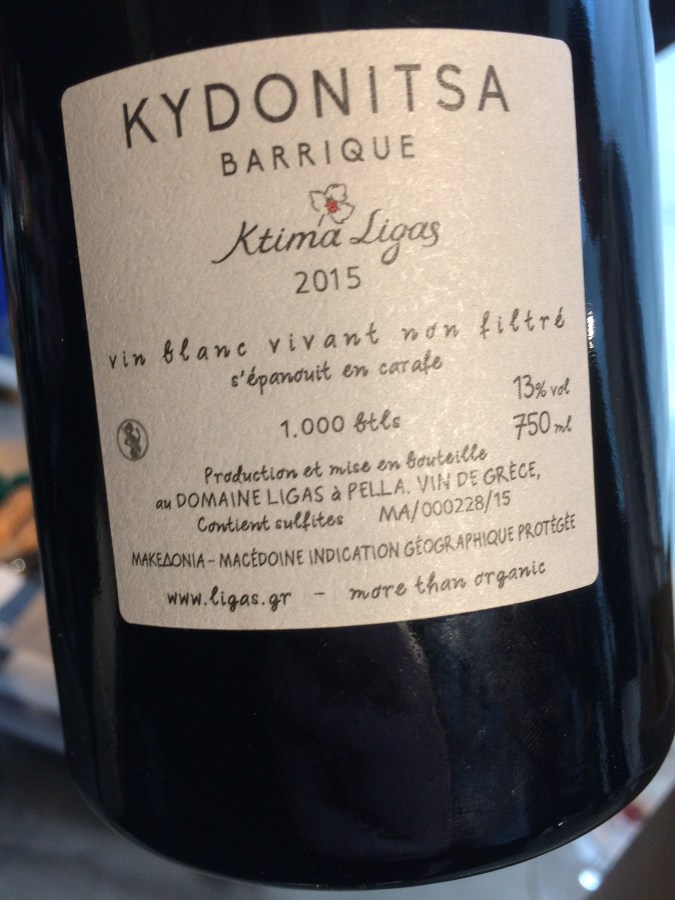 KYDONITSA
BARRIQUE
Ktima Ligas
2015
vin blanc vivant non filtré
s'épanouit en carafe
13% vol
1.000 btls
750 ml
Production et mise en bouteille
au DOMAINE LIGAS à PELLA. VIN DE GRÈCE,
Contient sulfites MA/000228/15
MAKEΔONIA - MACÉDOINE INDICATION GÉOGRAPHIQUE PROTÉGÉE
www.ligas.gr - more than organic